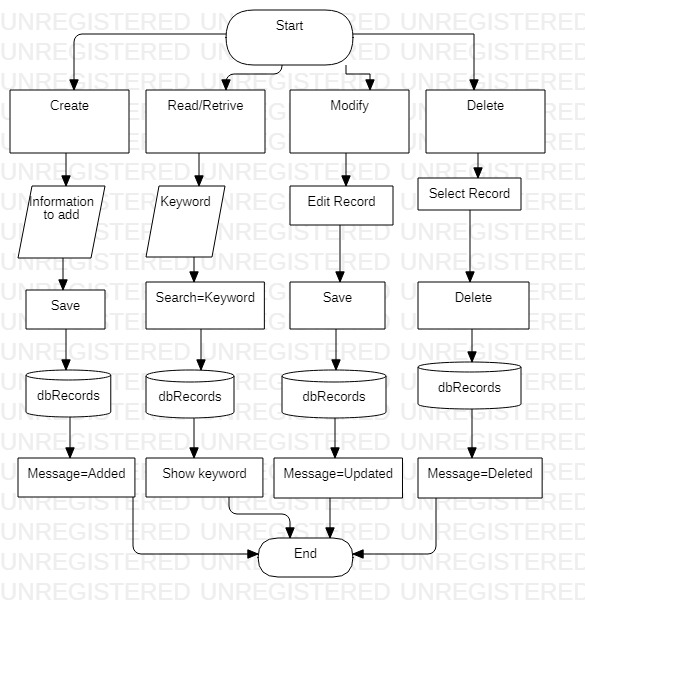 Start
Create
Read/Retrive
Modify
Delete
Information
to add
Keyword
Edit Record
Select Record
Save
Search=Keyword
Save
Delete
dbRecords
dbRecords
dbRecords
dbRecords
Message=Added
Show keyword
Message=Updated
Message=Deleted
End
UNREGISTERED UNREGISTERED UNREGISTERED